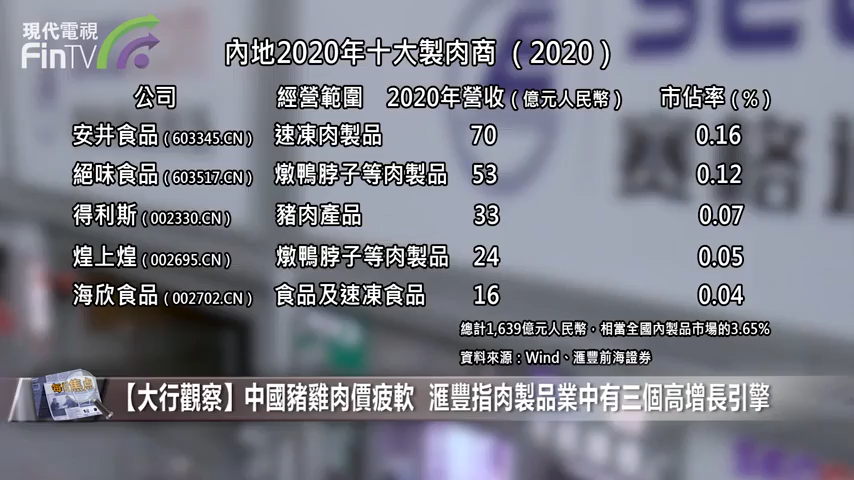 現代電視
FinTV
內地2020年十大製肉商（2020）
公司 經營範圍 2020年營收（億元人民幣） 市佔率（%）
安井食品（603345.CN） 速凍肉製品 70 0.16
絕味食品（603517.CN） 燉鴨脖子等肉製品 53 0.12
得利斯（002330.CN） 豬肉產品 33 0.07
煌上煌（002695.CN） 燉鴨脖子等肉製品 24 0.05
海欣食品（002702.CN） 食品及速凍食品 16 0.04
總計1,639億元人民幣，相當全國內製品市場的3.65%
資料來源：Wind、滙豐前海證券
每日焦点
【大行觀察】中國豬雞肉價疲軟 滙豐指肉製品業中有三個高增長引擎